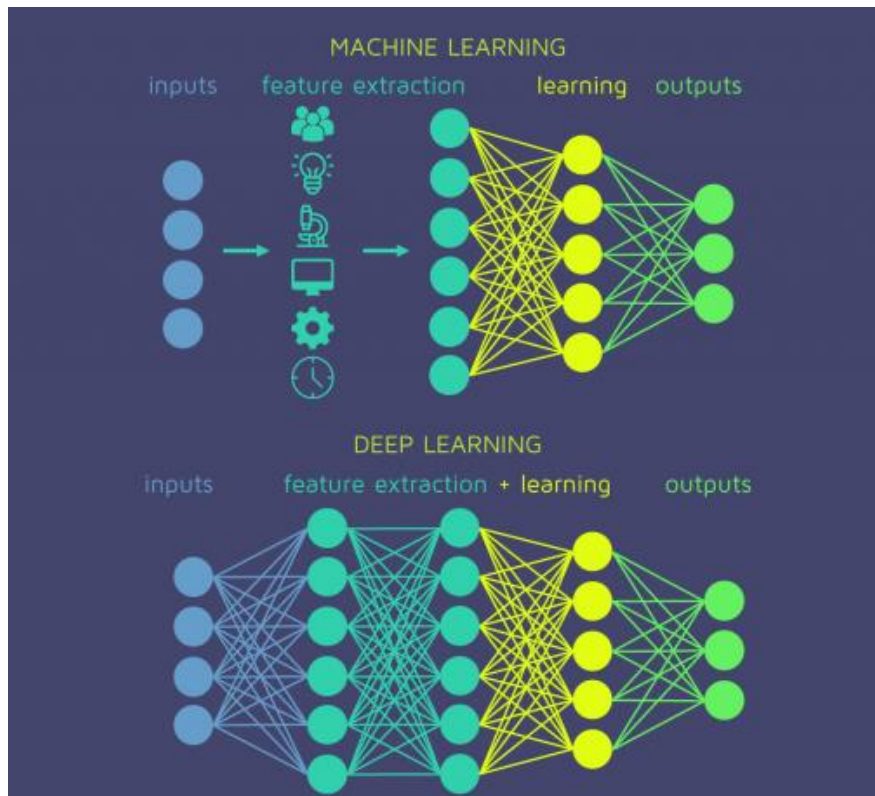 MACHINE LEARNING
inputs feature extraction learning outputs
DEEP LEARNING
inputs feature extraction + learning outputs